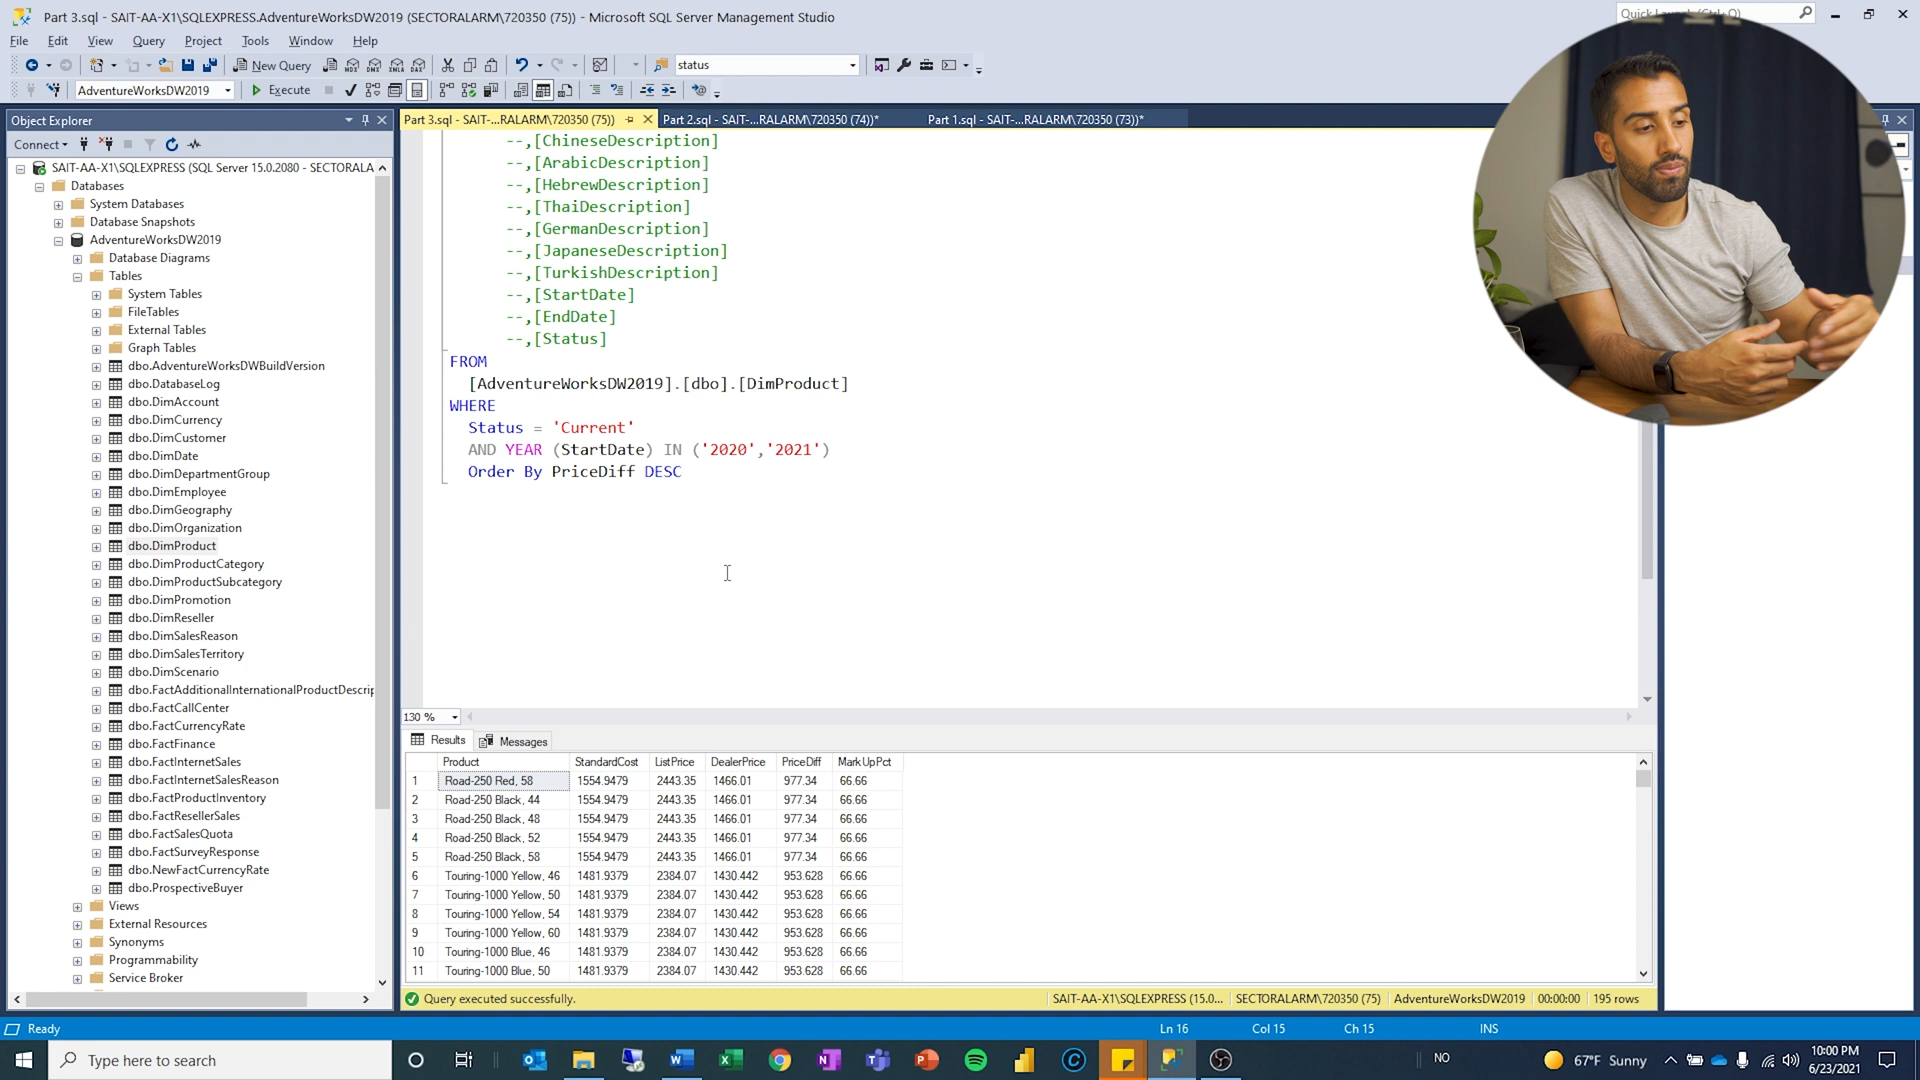 Part 3.sql - SAIT-AA-X1\SQLEXPRESS.AdventureWorksDW2019 (SECTORALARM\720350 (75)) - Microsoft SQL Server Management Studio
File Edit View Query Project Tools Window Help
New Query
status
AdventureWorksDW2019
Execute
Object Explorer
Part 3.sql - SAIT-...RALARM\720350 (75))
Part 2.sql - SAIT-...RALARM\720350 (74))*
Part 1.sql - SAIT-...RALARM\720350 (73))*
Connect
SAIT-AA-X1\SQLEXPRESS (SQL Server 15.0.2080 - SECTORALA
Databases
System Databases
Database Snapshots
AdventureWorksDW2019
Database Diagrams
Tables
System Tables
FileTables
External Tables
Graph Tables
dbo.AdventureWorksDWBuildVersion
dbo.DatabaseLog
dbo.DimAccount
dbo.DimCurrency
dbo.DimCustomer
dbo.DimDate
dbo.DimDepartmentGroup
dbo.DimEmployee
dbo.DimGeography
dbo.DimOrganization
dbo.DimProduct
dbo.DimProductCategory
dbo.DimProductSubcategory
dbo.DimPromotion
dbo.DimReseller
dbo.DimSalesReason
dbo.DimSalesTerritory
dbo.DimScenario
dbo.FactAdditionalInternationalProductDescrip
dbo.FactCallCenter
dbo.FactCurrencyRate
dbo.FactFinance
dbo.FactInternetSales
dbo.FactInternetSalesReason
dbo.FactProductInventory
dbo.FactResellerSales
dbo.FactSalesQuota
dbo.FactSurveyResponse
dbo.NewFactCurrencyRate
dbo.ProspectiveBuyer
Views
External Resources
Synonyms
Programmability
Service Broker
--,[ChineseDescription]
--,[ArabicDescription]
--,[HebrewDescription]
--,[ThaiDescription]
--,[GermanDescription]
--,[JapaneseDescription]
--,[TurkishDescription]
--,[StartDate]
--,[EndDate]
--,[Status]
FROM
[AdventureWorksDW2019].[dbo].[DimProduct]
WHERE
Status = 'Current'
AND YEAR (StartDate) IN ('2020','2021')
Order By PriceDiff DESC
130 %
Results Messages
Product StandardCost ListPrice DealerPrice PriceDiff MarkUpPct
1 Road-250 Red, 58 1554.9479 2443.35 1466.01 977.34 66.66
2 Road-250 Black, 44 1554.9479 2443.35 1466.01 977.34 66.66
3 Road-250 Black, 48 1554.9479 2443.35 1466.01 977.34 66.66
4 Road-250 Black, 52 1554.9479 2443.35 1466.01 977.34 66.66
5 Road-250 Black, 58 1554.9479 2443.35 1466.01 977.34 66.66
6 Touring-1000 Yellow, 46 1481.9379 2384.07 1430.442 953.628 66.66
7 Touring-1000 Yellow, 50 1481.9379 2384.07 1430.442 953.628 66.66
8 Touring-1000 Yellow, 54 1481.9379 2384.07 1430.442 953.628 66.66
9 Touring-1000 Yellow, 60 1481.9379 2384.07 1430.442 953.628 66.66
10 Touring-1000 Blue, 46 1481.9379 2384.07 1430.442 953.628 66.66
11 Touring-1000 Blue, 50 1481.9379 2384.07 1430.442 953.628 66.66
Query executed successfully.
SAIT-AA-X1\SQLEXPRESS (15.0... SECTORALARM\720350 (75) AdventureWorksDW2019 00:00:00 195 rows
Ready
Ln 16 Col 15 Ch 15 INS
Type here to search
NO
67°F Sunny
10:00 PM
6/23/2021